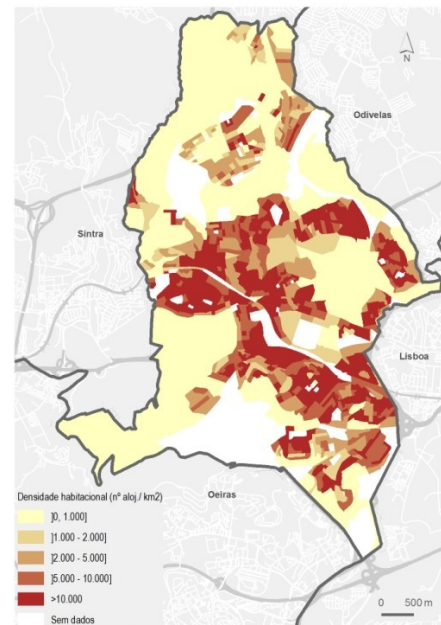 N
Odivelas
Sintra
Lisboa
Oeiras
Densidade habitacional (nº aloj./ km2)
]0, 1.000]
]1.000 - 2.000]
]2.000 - 5.000]
]5.000 - 10.000]
>10.000
Sem dados
0 500 m